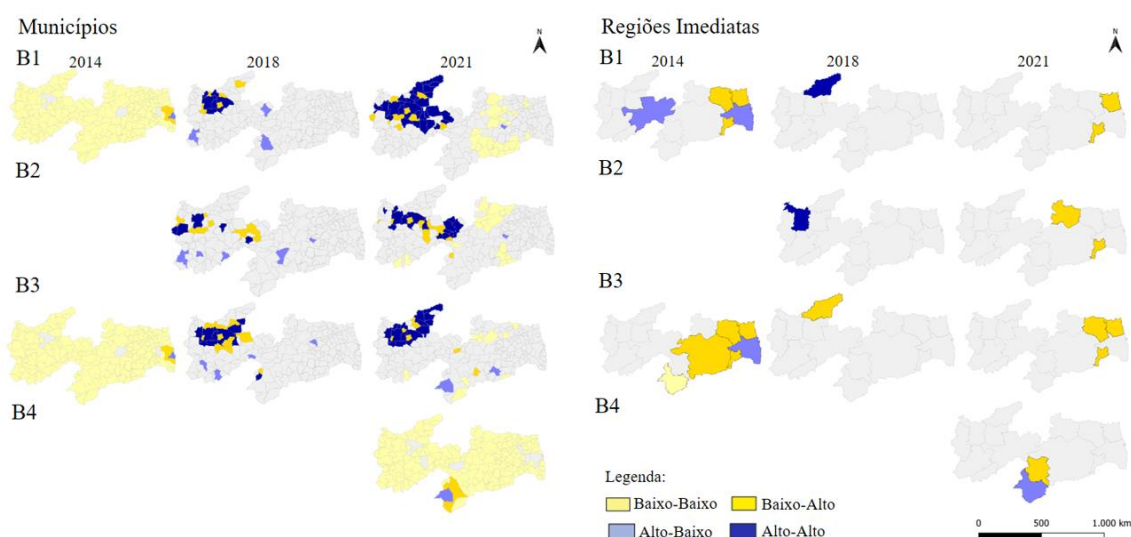 Municípios
Regiões Imediatas
N
N
B1
2014
2018
2021
B1
2014
2018
2021
B2
B2
B3
B3
B4
B4
Legenda:
Baixo-Baixo
Baixo-Alto
Alto-Baixo
Alto-Alto
0
500
1.000 km